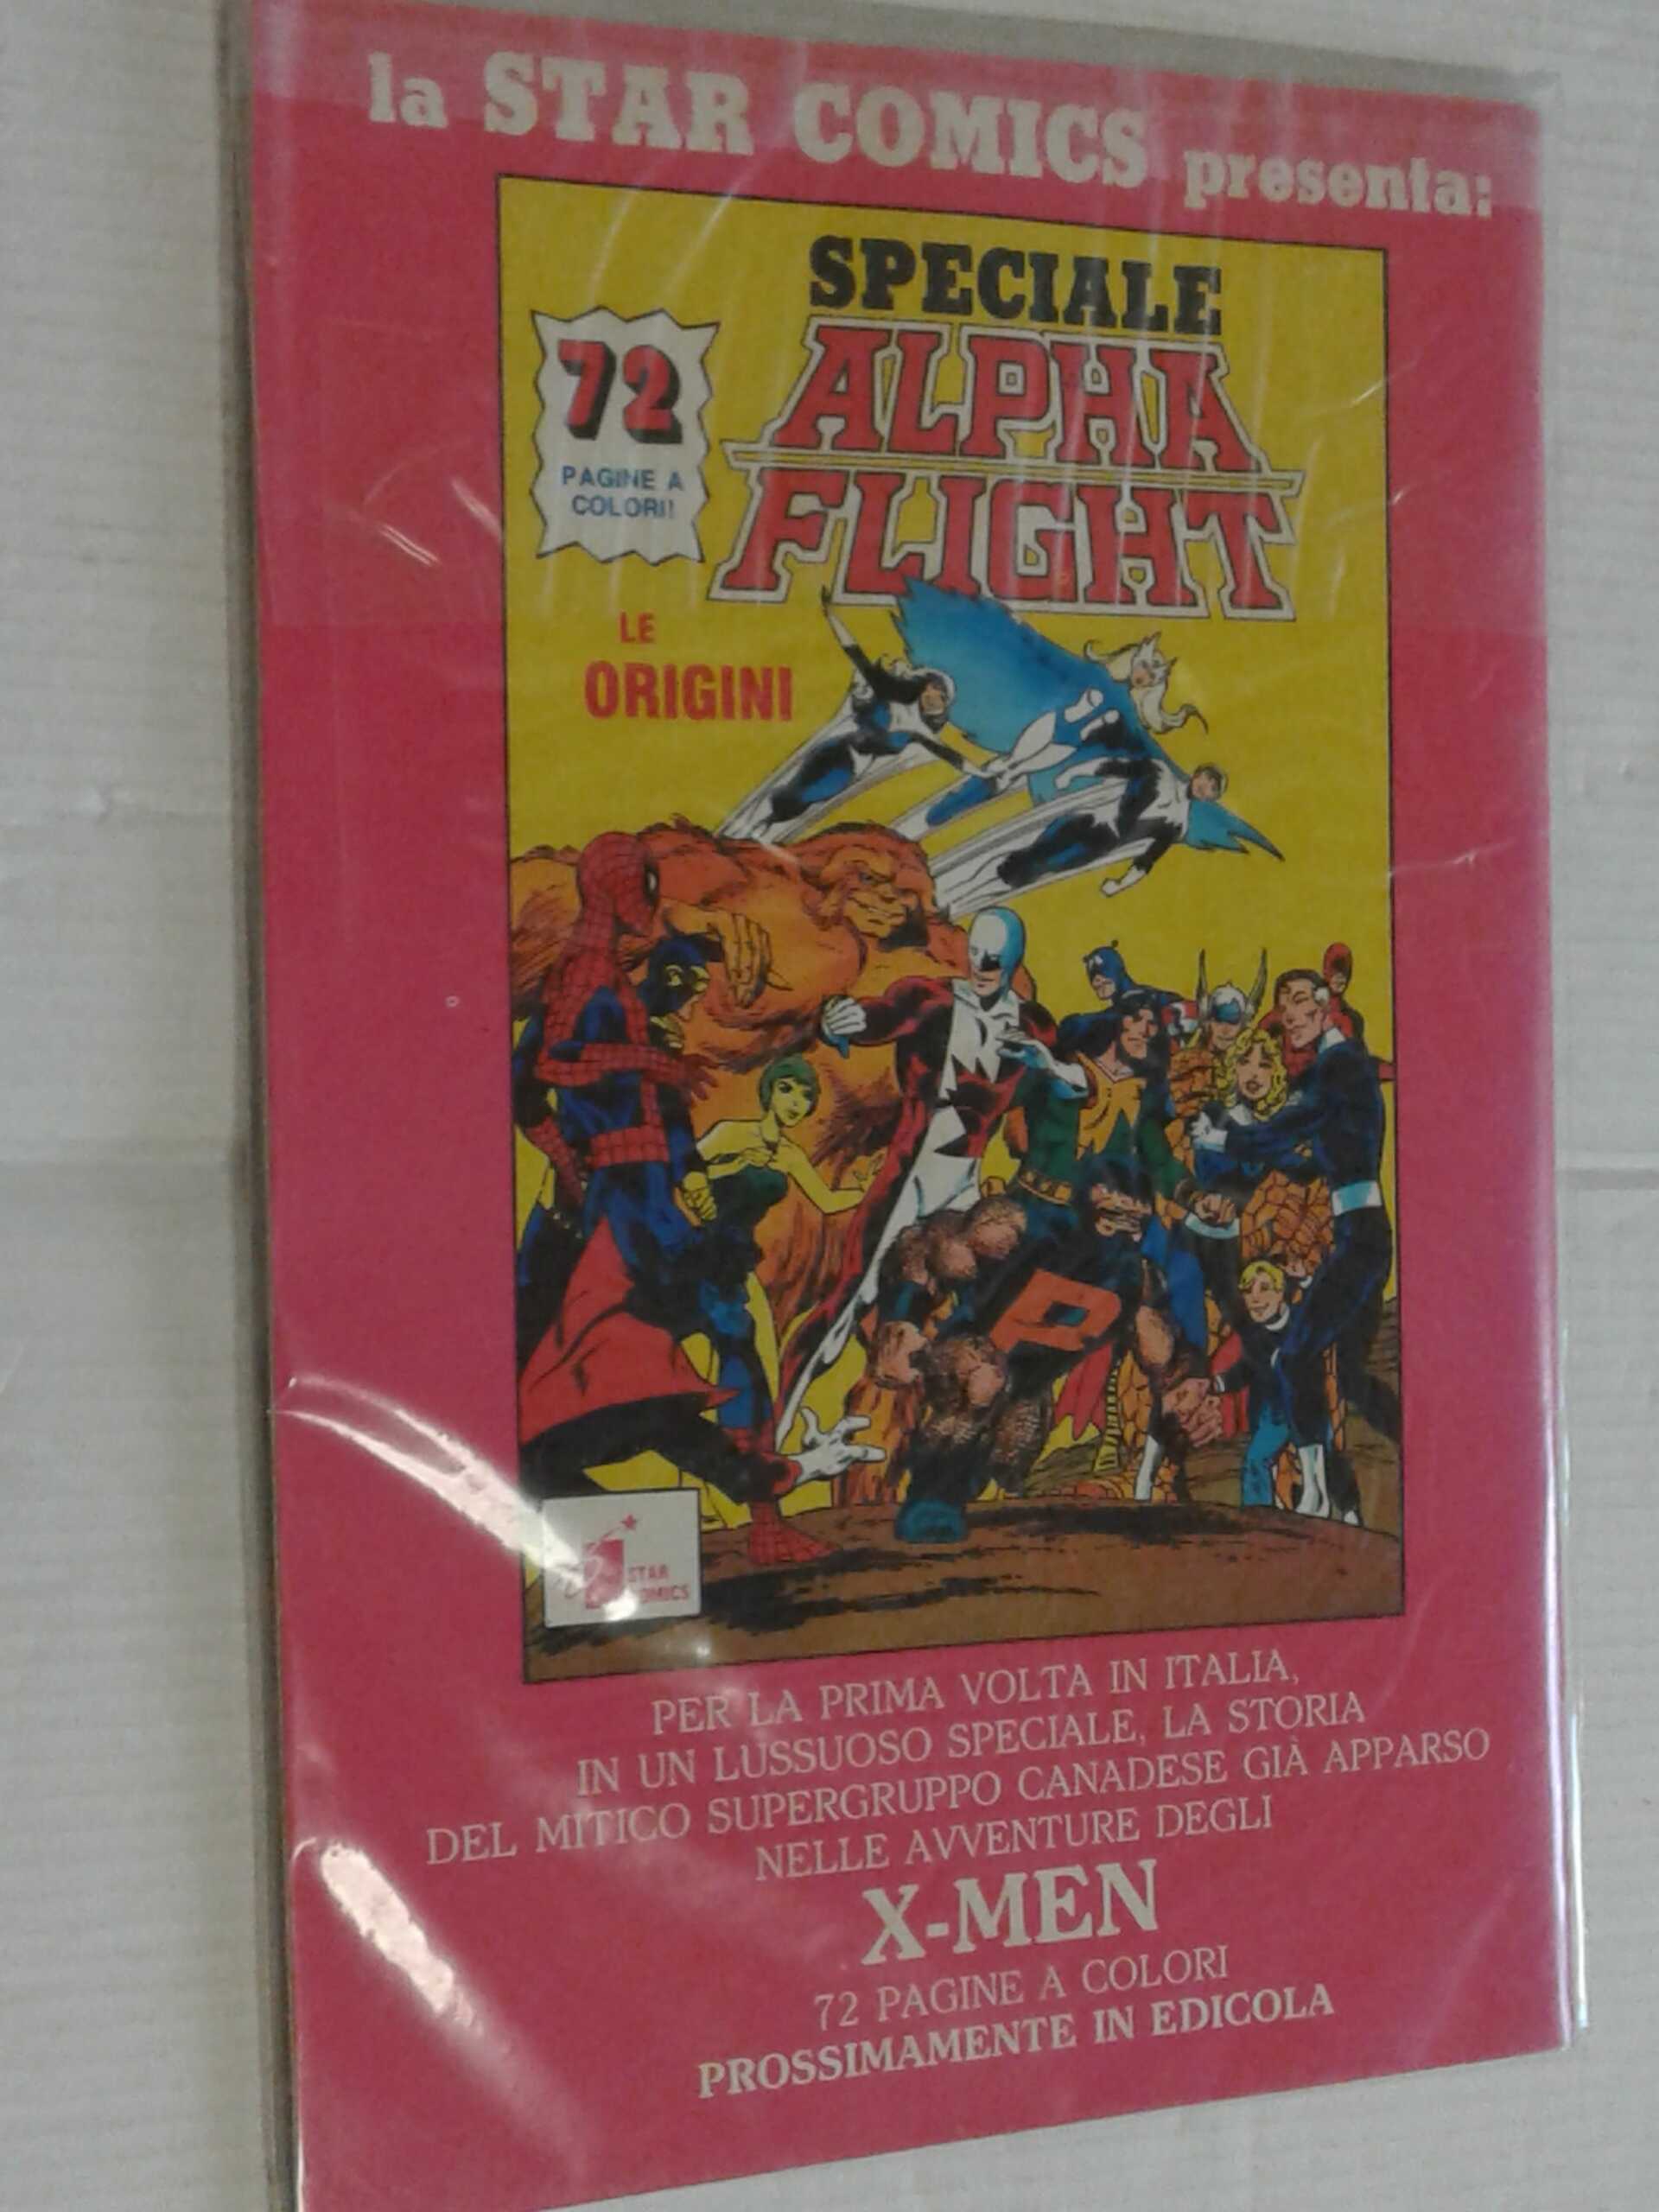 la STAR COMICS presenta:
SPECIALE
ALPHA
FLIGHT
72
PAGINE A
COLORI!
LE
ORIGINI
P
STAR
COMICS
PER LA PRIMA VOLTA IN ITALIA,
IN UN LUSSUOSO SPECIALE, LA STORIA
DEL MITICO SUPERGRUPPO CANADESE GIÀ APPARSO
NELLE AVVENTURE DEGLI
X-MEN
72 PAGINE A COLORI
PROSSIMAMENTE IN EDICOLA